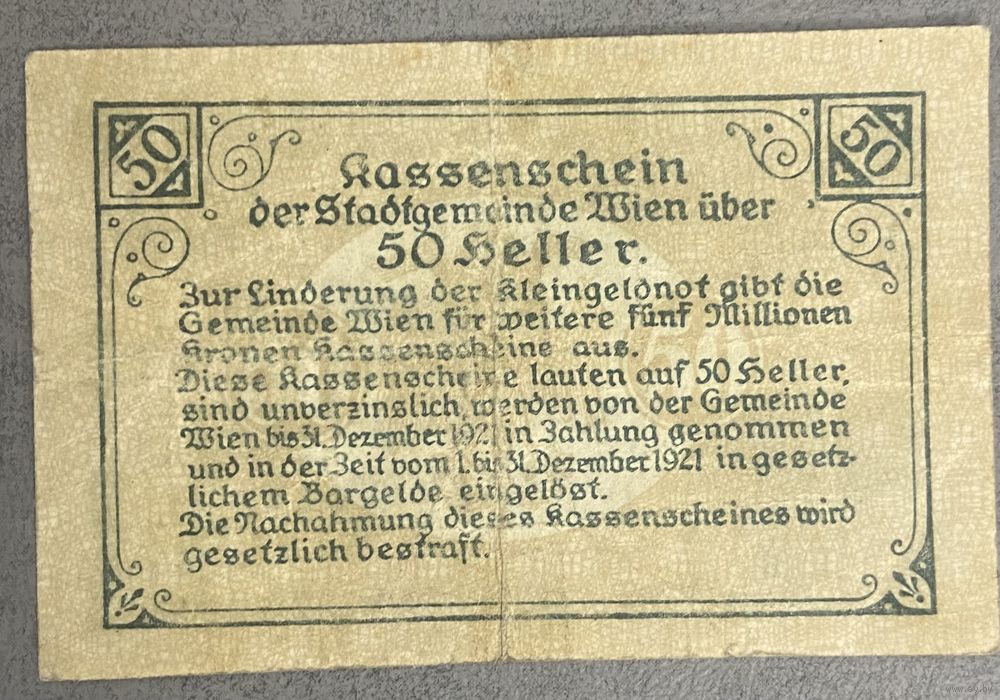 50
50
Kassenschein
der Stadtgemeinde Wien über
50 Heller.
Zur Linderung der Kleingeldnot gibt die
Gemeinde Wien für weitere fünf Millionen
Kronen Kassenscheine aus.
Diese Kassenscheine lauten auf 50 Heller,
sind unverzinslich, werden von der Gemeinde
Wien bis 31. Dezember 1921 in Zahlung genommen
und in der Zeit vom 1. bis 31. Dezember 1921 in gesetz-
lichem Bargelde eingelöst.
Die Nachahmung dieses Kassenscheines wird
gesetzlich bestraft.
www.ay.by